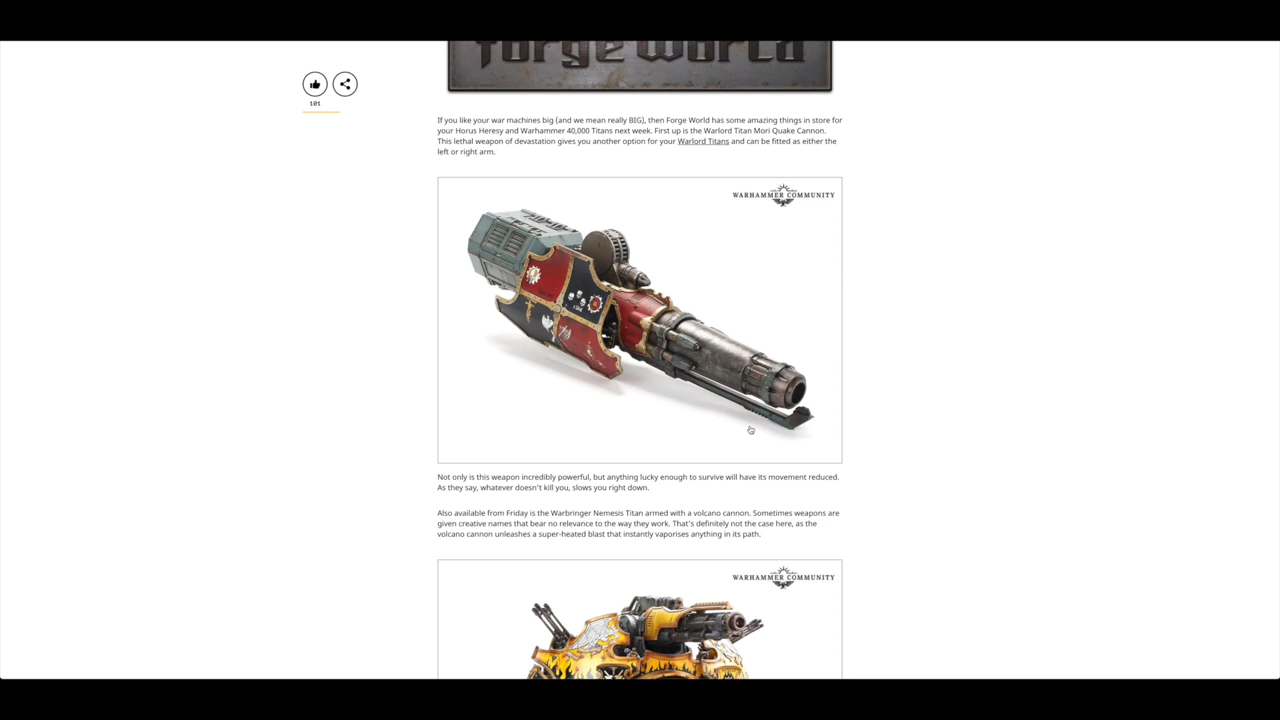 forge world
101
If you like your war machines big (and we mean really BIG), then Forge World has some amazing things in store for
your Horus Heresy and Warhammer 40,000 Titans next week. First up is the Warlord Titan Mori Quake Cannon.
This lethal weapon of devastation gives you another option for your Warlord Titans and can be fitted as either the
left or right arm.
WARHAMMER COMMUNITY
Not only is this weapon incredibly powerful, but anything lucky enough to survive will have its movement reduced.
As they say, whatever doesn't kill you, slows you right down.
Also available from Friday is the Warbringer Nemesis Titan armed with a volcano cannon. Sometimes weapons are
given creative names that bear no relevance to the way they work. That's definitely not the case here, as the
volcano cannon unleashes a super-heated blast that instantly vaporises anything in its path.
WARHAMMER COMMUNITY